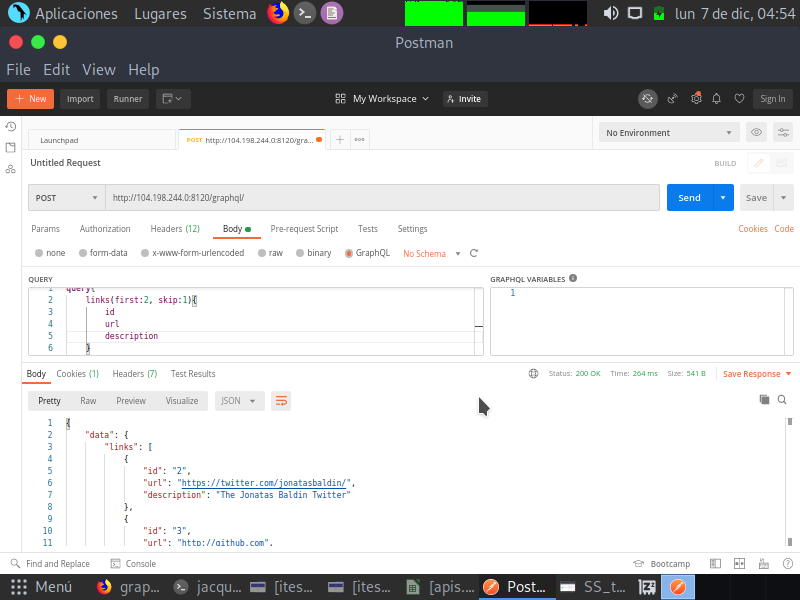 Aplicaciones Lugares Sistema lun 7 de dic, 04:54
Postman
File Edit View Help
New Import Runner My Workspace Invite Sign In
Launchpad POST http://104.198.244.0:8120/gra... No Environment
Untitled Request BUILD
POST http://104.198.244.0:8120/graphql/ Send Save
Params Authorization Headers (12) Body Pre-request Script Tests Settings Cookies Code
none form-data x-www-form-urlencoded raw binary GraphQL No Schema
QUERY GRAPHQL VARIABLES
1 query{ 1
2 links(first:2, skip:1){
3 id
4 url
5 description
6 }
Body Cookies (1) Headers (7) Test Results Status: 200 OK Time: 264 ms Size: 541 B Save Response
Pretty Raw Preview Visualize JSON
1 {
2 "data": {
3 "links": [
4 {
5 "id": "2",
6 "url": "https://twitter.com/jonatasbaldin/",
7 "description": "The Jonatas Baldin Twitter"
8 },
9 {
10 "id": "3",
11 "url": "http://github.com",
Find and Replace Console Bootcamp
Menú grap... jacqu... [ites... [ites... [apis.... Post... SS_t...